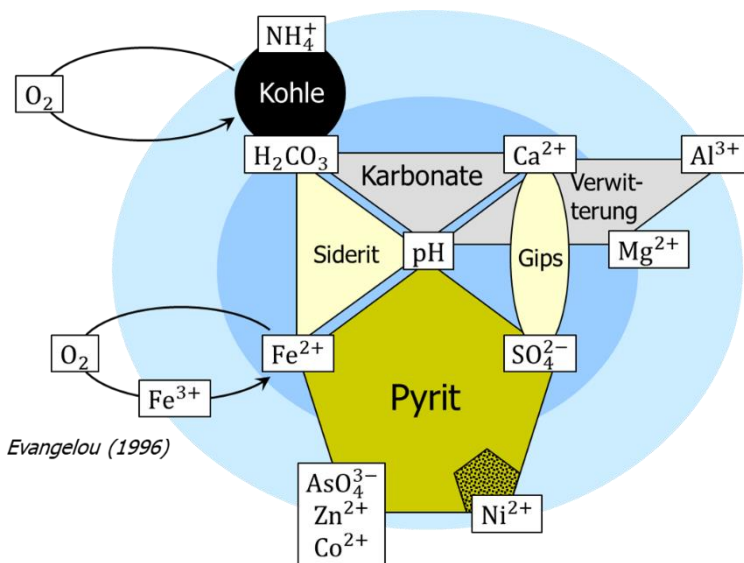 NH₄⁺
O₂
Kohle
H₂CO₃
Ca²⁺
Al³⁺
Karbonate
Verwit-
terung
Siderit
pH
Gips
Mg²⁺
O₂
Fe²⁺
SO₄²⁻
Fe³⁺
Pyrit
Evangelou (1996)
AsO₄³⁻
Zn²⁺
Co²⁺
Ni²⁺